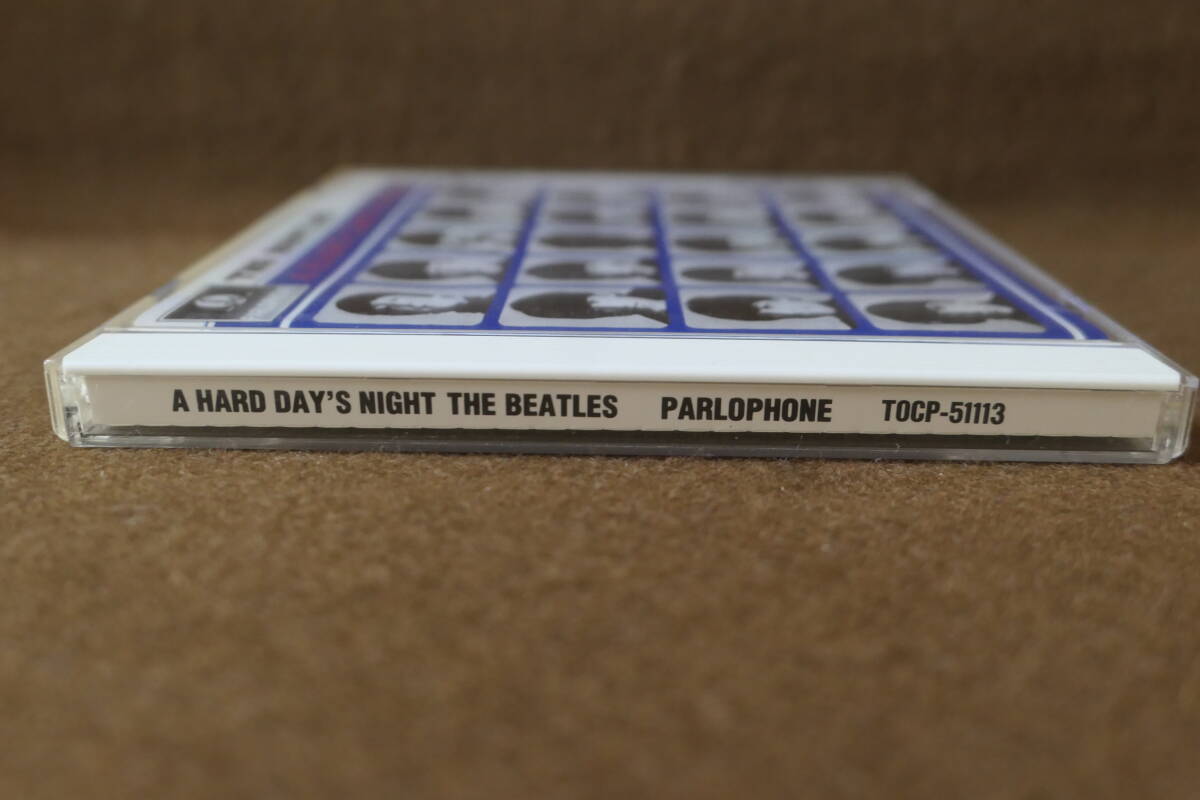 A HARD DAY'S NIGHT THE BEATLES PARLOPHONE TOCP-51113